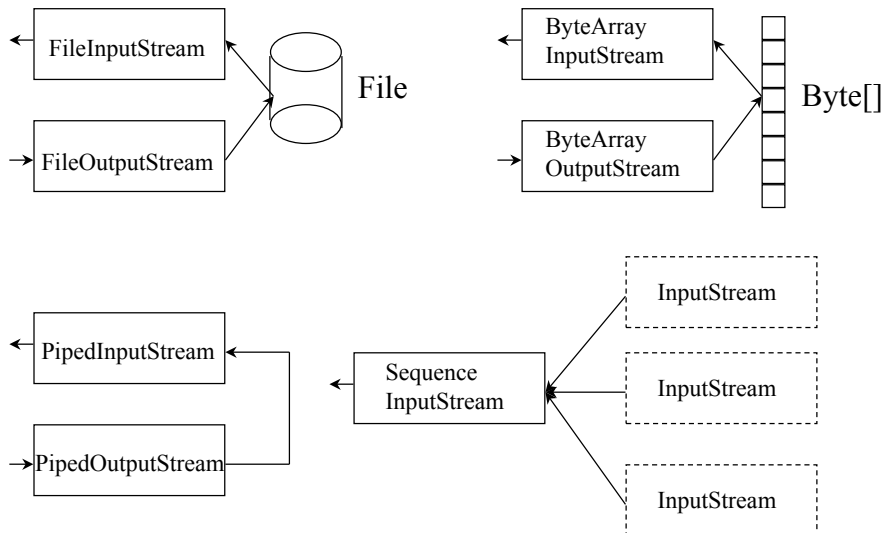 FileInputStream
File
FileOutputStream
ByteArray
InputStream
Byte[]
ByteArray
OutputStream
PipedInputStream
PipedOutputStream
Sequence
InputStream
InputStream
InputStream
InputStream